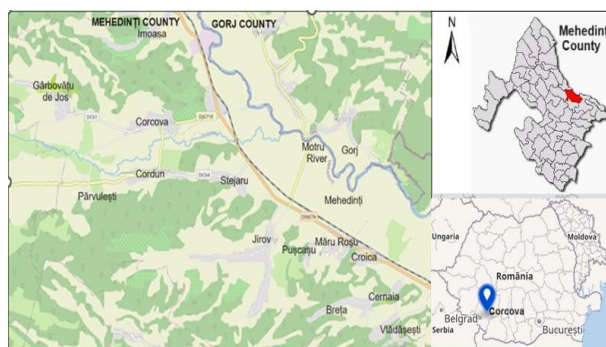 MEHEDINȚI COUNTY
GORJ COUNTY
Imoasa
Gârbovățu
de Jos
Corcova
Motru
River
Gorj
Cordun
Stejaru
Pârvulești
Mehedinți
Jirov
Pușcașu
Măru Roșu
Croica
Cernaia
Breța
Vlădășești
N
Mehedinți
County
Ungaria
Moldova
România
Corcova
Belgrad
București
Serbia